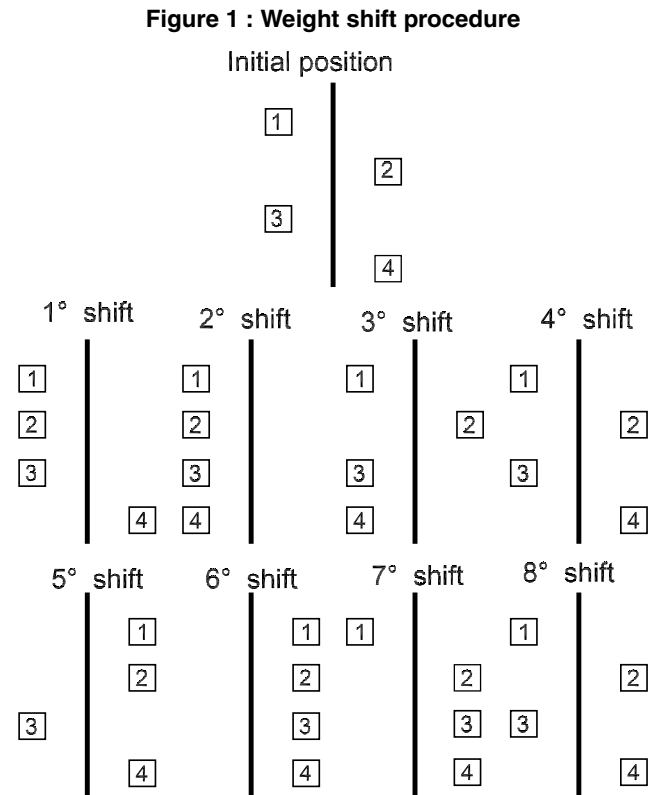 Figure 1 : Weight shift procedure
Initial position
1
2
3
4
1° shift 2° shift 3° shift 4° shift
1 1 1 1
2 2 2 2
3 3 3 3
4 4 4 4
5° shift 6° shift 7° shift 8° shift
1 1 1 1
2 2 2 2
3 3 3 3
4 4 4 4